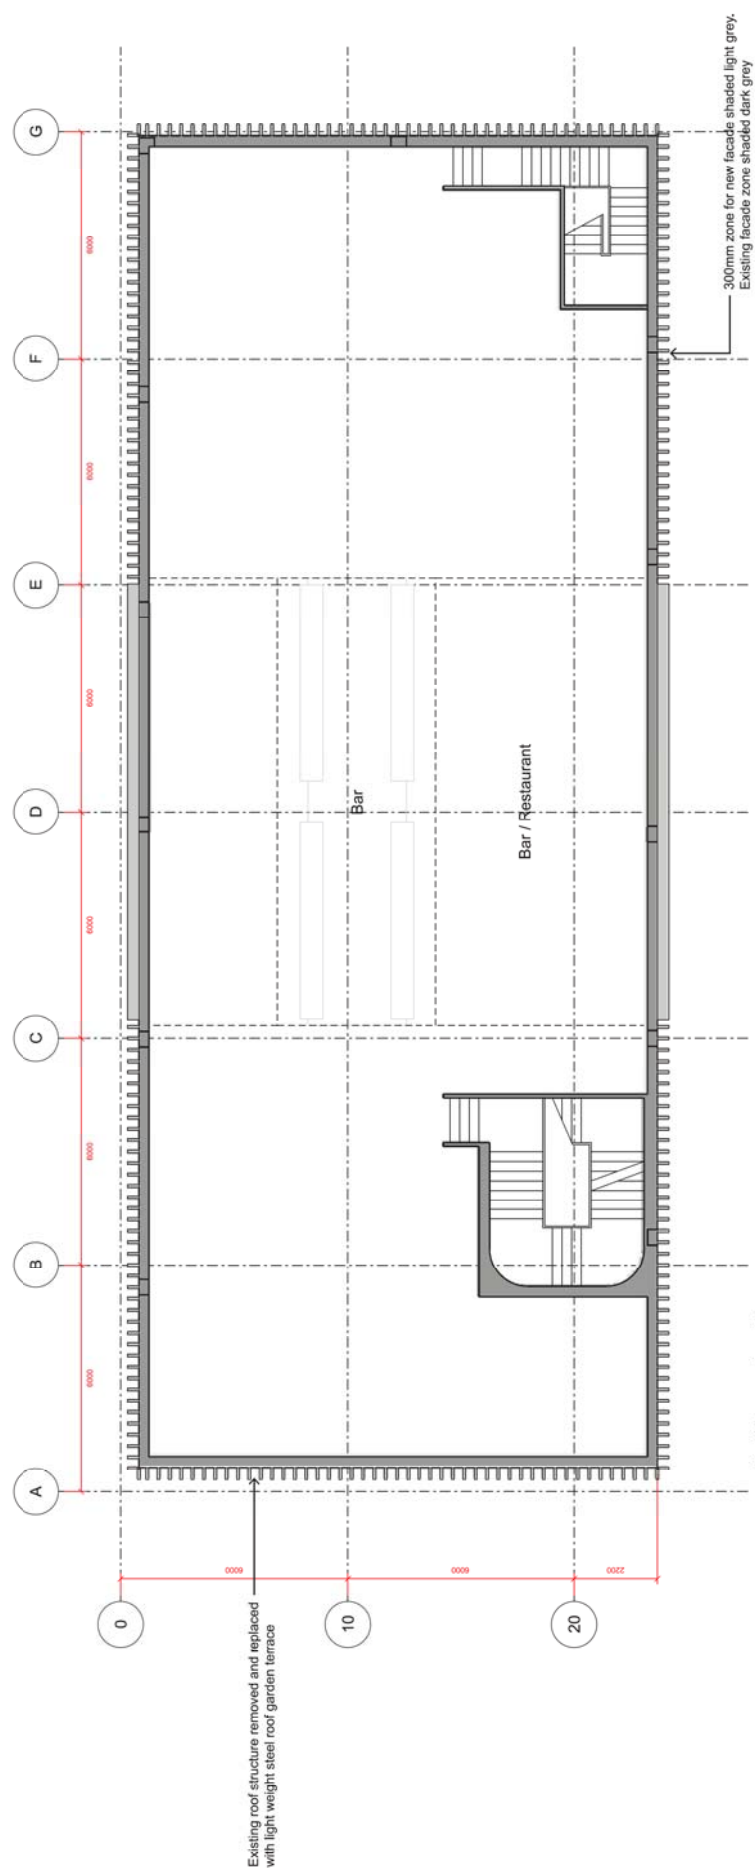 A
B
C
D
E
F
G
6000
6000
6000
6000
6000
6000
0
10
20
6000
6000
2200
Bar
Bar / Restaurant
Existing roof structure removed and replaced
with light weight steel roof garden terrace
300mm zone for new facade shaded light grey.
Existing facade zone shaded dark grey